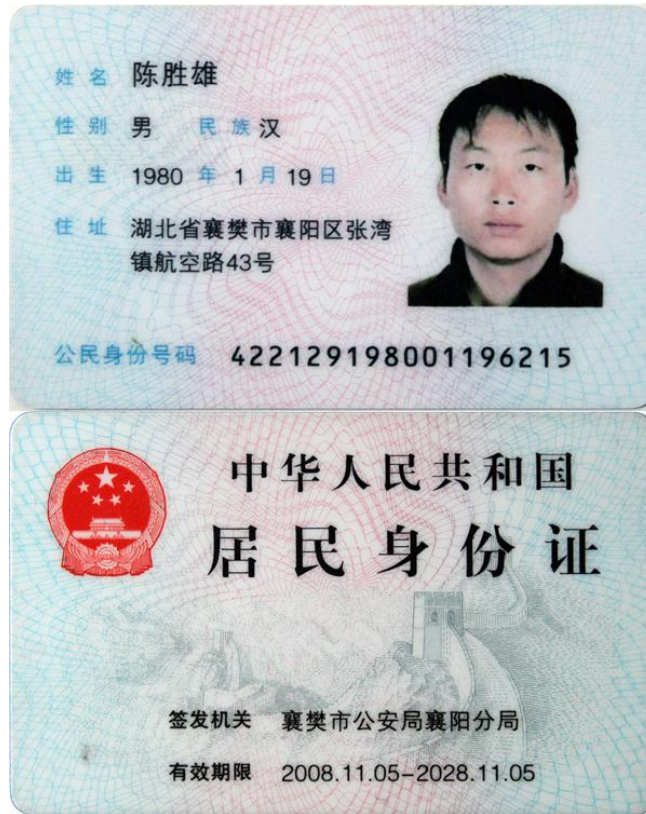 姓名 陈胜雄
性别 男 民族 汉
出生 1980 年 1 月 19 日
住址 湖北省襄樊市襄阳区张湾
镇航空路43号
公民身份号码 422129198001196215
中华人民共和国
居民身份证
签发机关 襄樊市公安局襄阳分局
有效期限 2008.11.05-2028.11.05